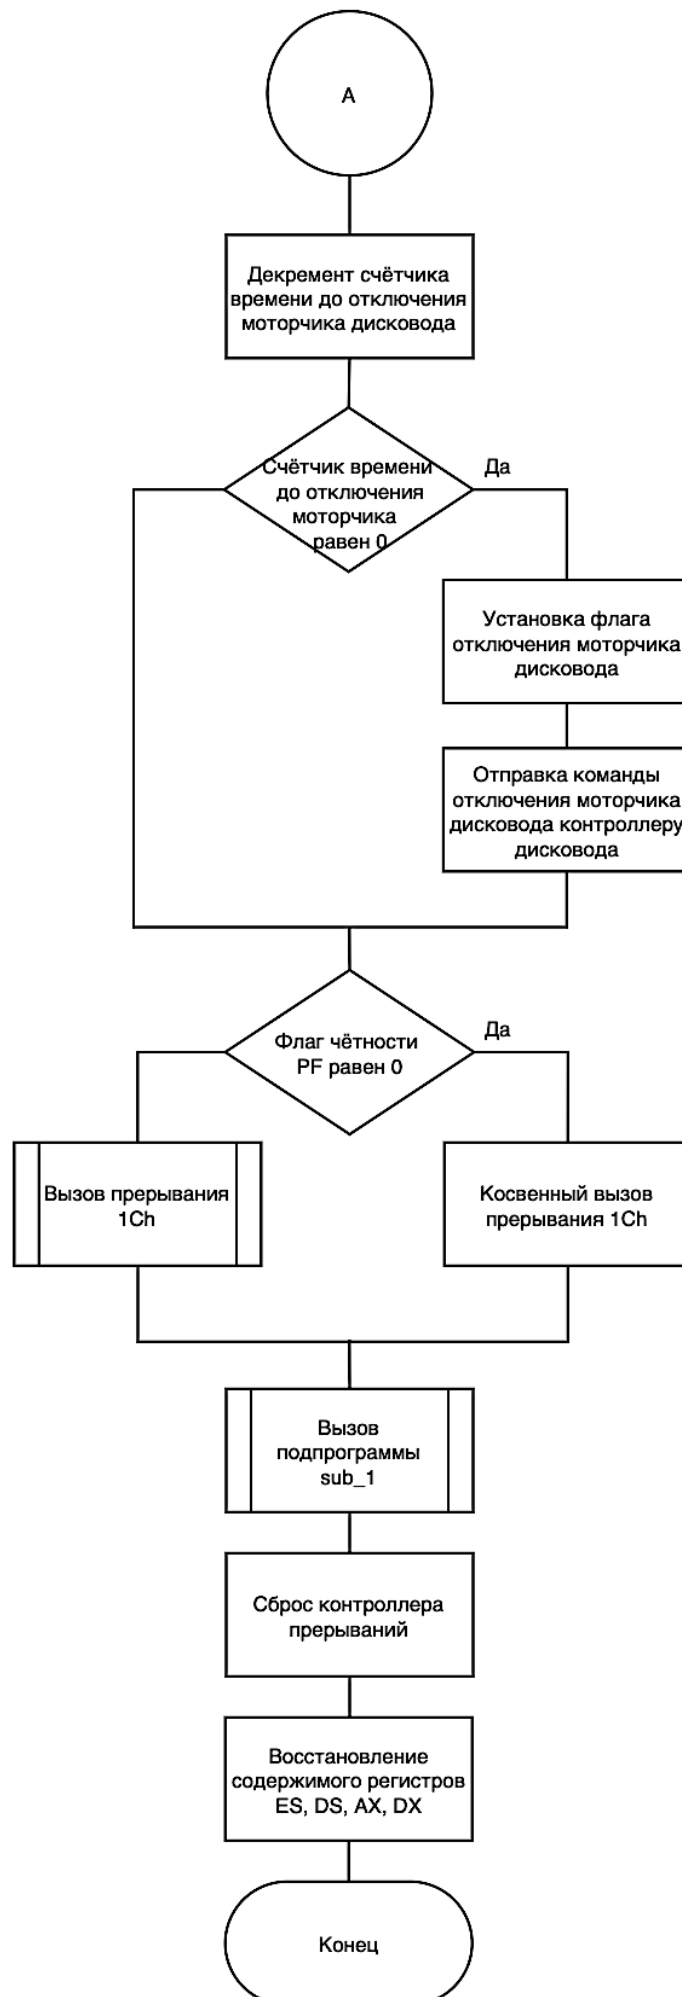 А
Декремент счётчика
времени до отключения
моторчика дисковода
Счётчик времени
до отключения
моторчика
равен 0
Да
Установка флага
отключения моторчика
дисковода
Отправка команды
отключения моторчика
дисковода контроллеру
дисковода
Флаг чётности
PF равен 0
Да
Вызов прерывания
1Ch
Косвенный вызов
прерывания 1Ch
Вызов
подпрограммы
sub_1
Сброс контроллера
прерываний
Восстановление
содержимого регистров
ES, DS, AX, DX
Конец